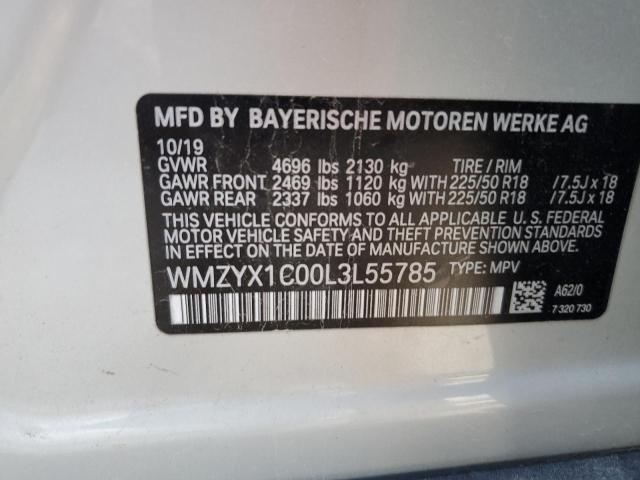 MFD BY BAYERISCHE MOTOREN WERKE AG
10/19
GVWR 4696 lbs 2130 kg TIRE / RIM
GAWR FRONT 2469 lbs 1120 kg WITH 225/50 R18 /7.5J x 18
GAWR REAR 2337 lbs 1060 kg WITH 225/50 R18 /7.5J x 18
THIS VEHICLE CONFORMS TO ALL APPLICABLE U.S. FEDERAL
MOTOR VEHICLE SAFETY AND THEFT PREVENTION STANDARDS
IN EFFECT ON THE DATE OF MANUFACTURE SHOWN ABOVE.
WMZYX1C00L3L55785 TYPE: MPV
A62/0
7 320 730